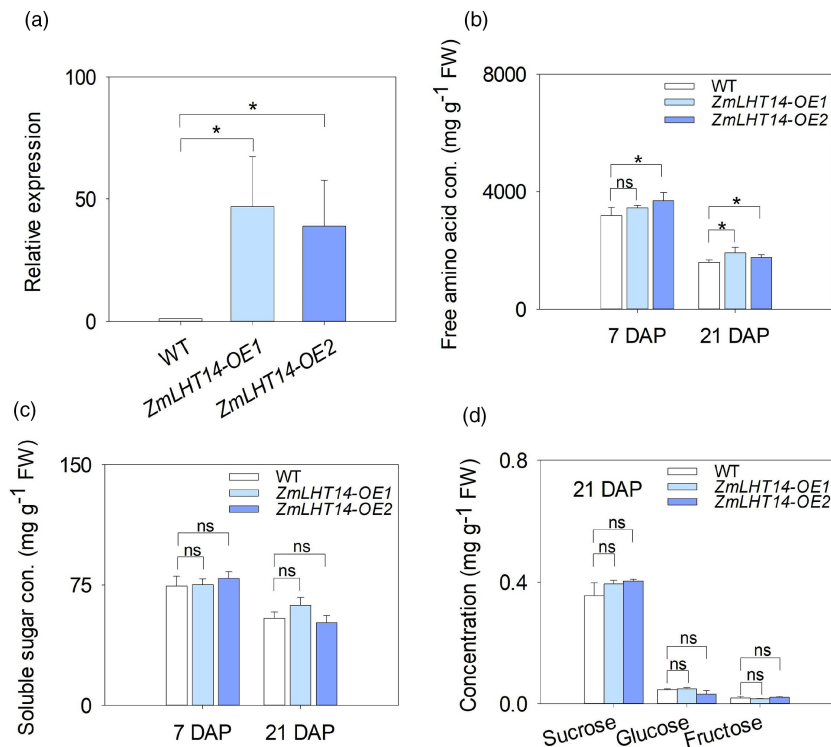 (a)
100
50
0
Relative expression
*
*
WT
ZmLHT14-OE1
ZmLHT14-OE2
(b)
8000
4000
0
Free amino acid con. (mg g⁻¹ FW)
WT
ZmLHT14-OE1
ZmLHT14-OE2
*
ns
*
*
7 DAP
21 DAP
(c)
150
75
0
Soluble sugar con. (mg g⁻¹ FW)
WT
ZmLHT14-OE1
ZmLHT14-OE2
ns
ns
ns
ns
7 DAP
21 DAP
(d)
0.8
0.4
0.0
Concentration (mg g⁻¹ FW)
WT
ZmLHT14-OE1
ZmLHT14-OE2
21 DAP
ns
ns
ns
ns
ns
ns
Sucrose
Glucose
Fructose